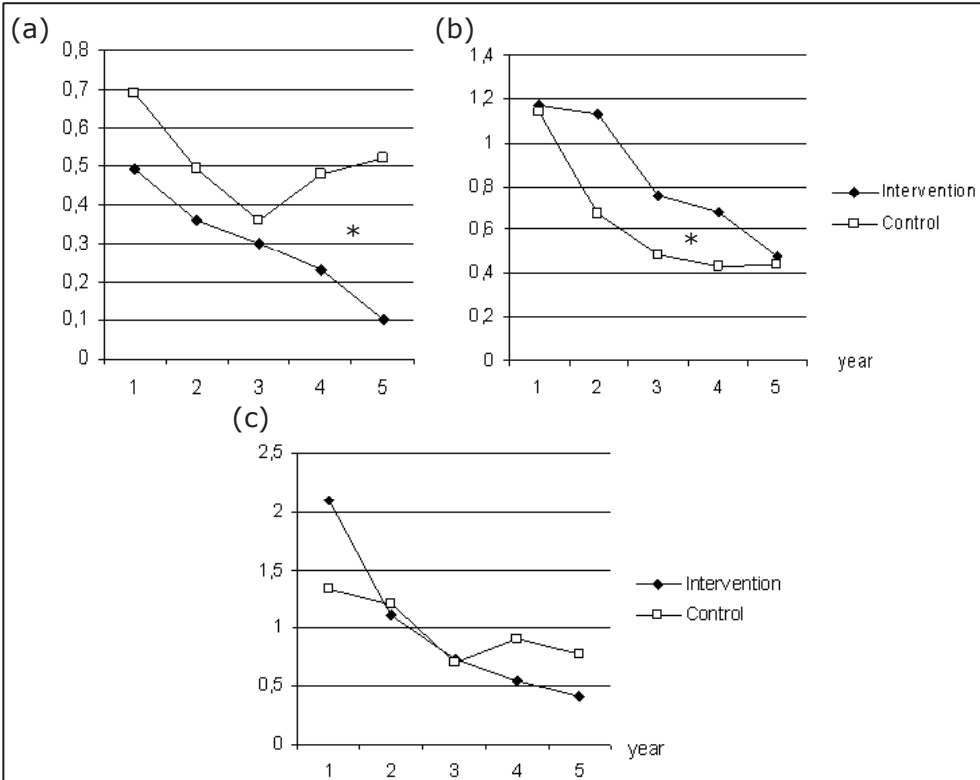 (a)
0,8
0,7
0,6
0,5
0,4
0,3
0,2
0,1
0
1 2 3 4 5
*
(b)
1,4
1,2
1
0,8
0,6
0,4
0,2
0
1 2 3 4 5
year
*
Intervention
Control
(c)
2,5
2
1,5
1
0,5
0
1 2 3 4 5
year
Intervention
Control